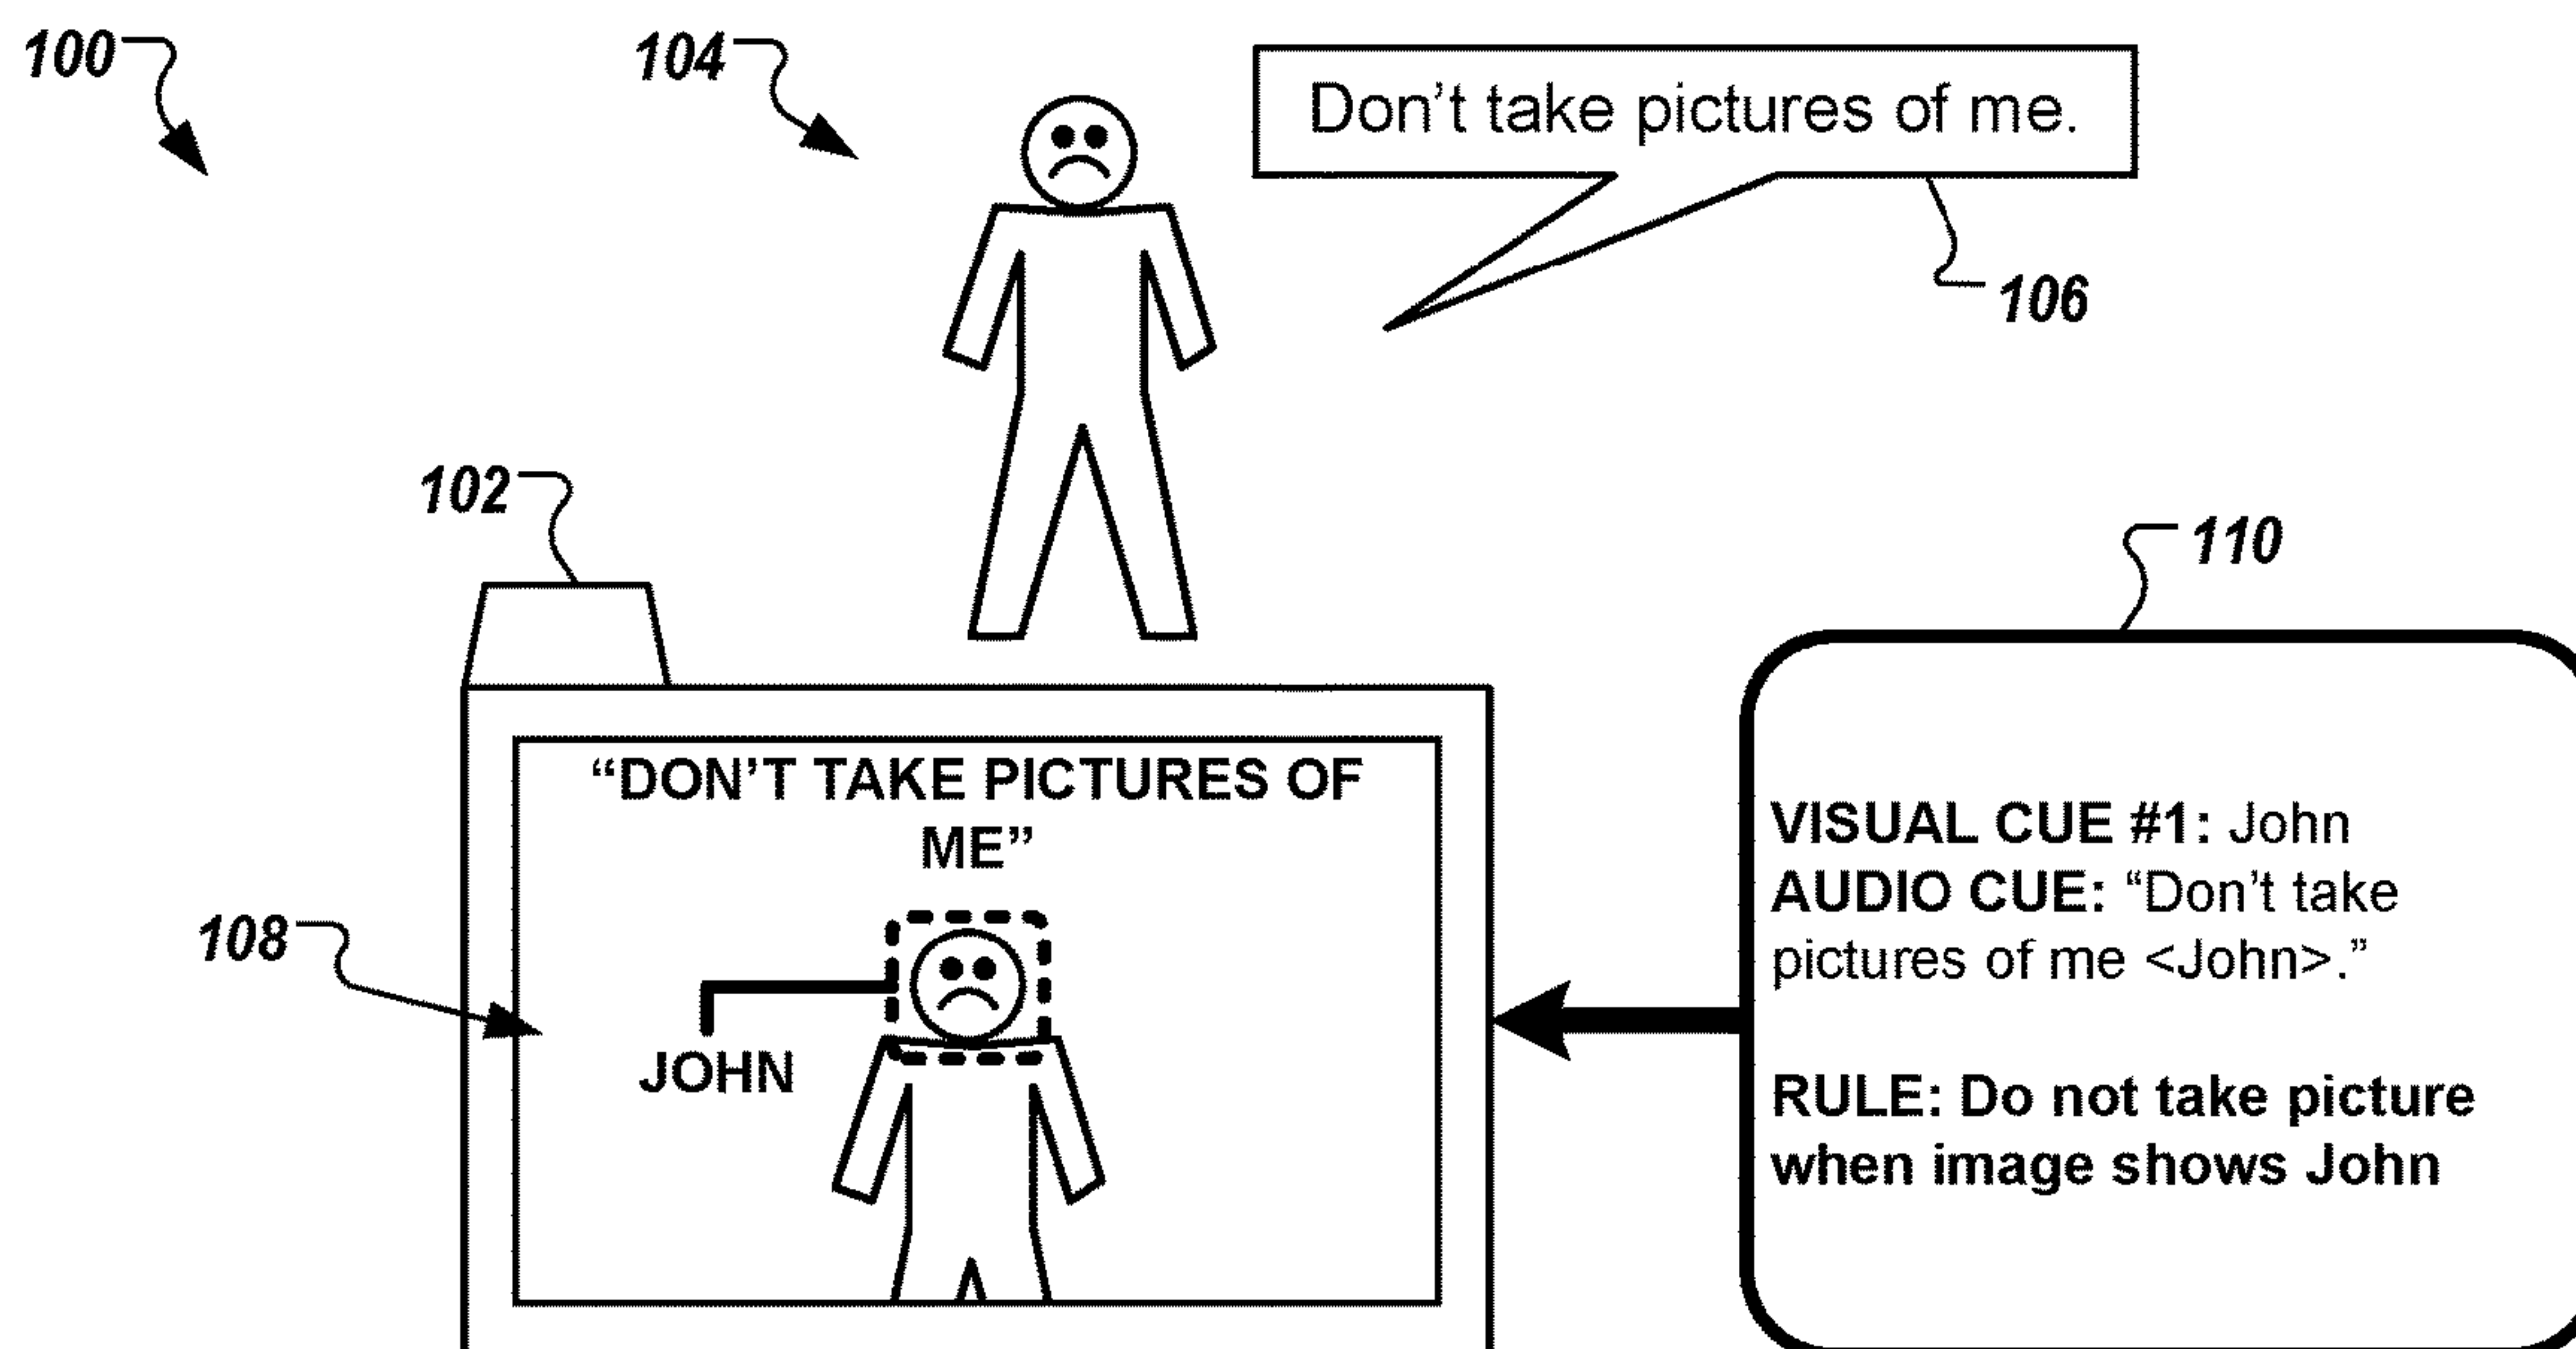 100
104
Don't take pictures of me.
106
102
110
“DON’T TAKE PICTURES OF
ME”
108
JOHN
VISUAL CUE #1: John
AUDIO CUE: “Don’t take
pictures of me <John>.”
RULE: Do not take picture
when image shows John